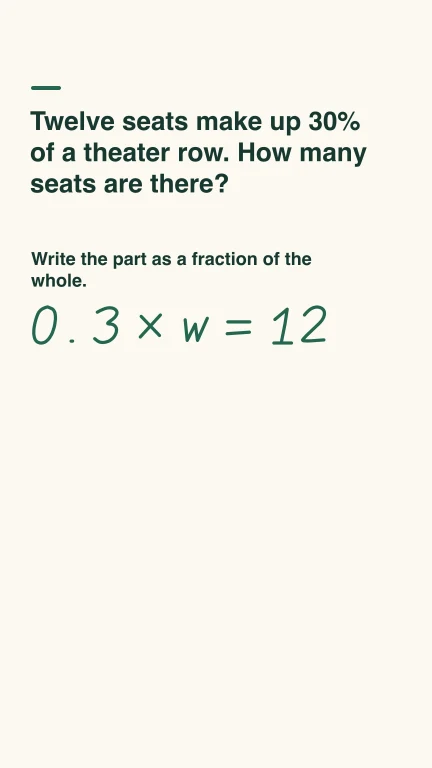 Twelve seats make up 30%
of a theater row. How many
seats are there?
Write the part as a fraction of the
whole.
0.3 × w = 12